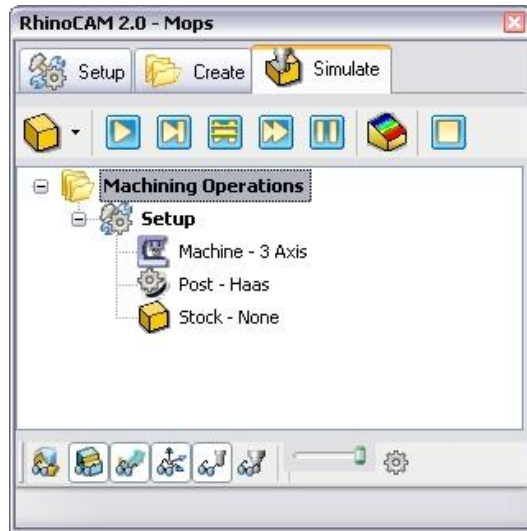 RhinoCAM 2.0 - Mops
Setup Create Simulate
Machining Operations
Setup
Machine - 3 Axis
Post - Haas
Stock - None